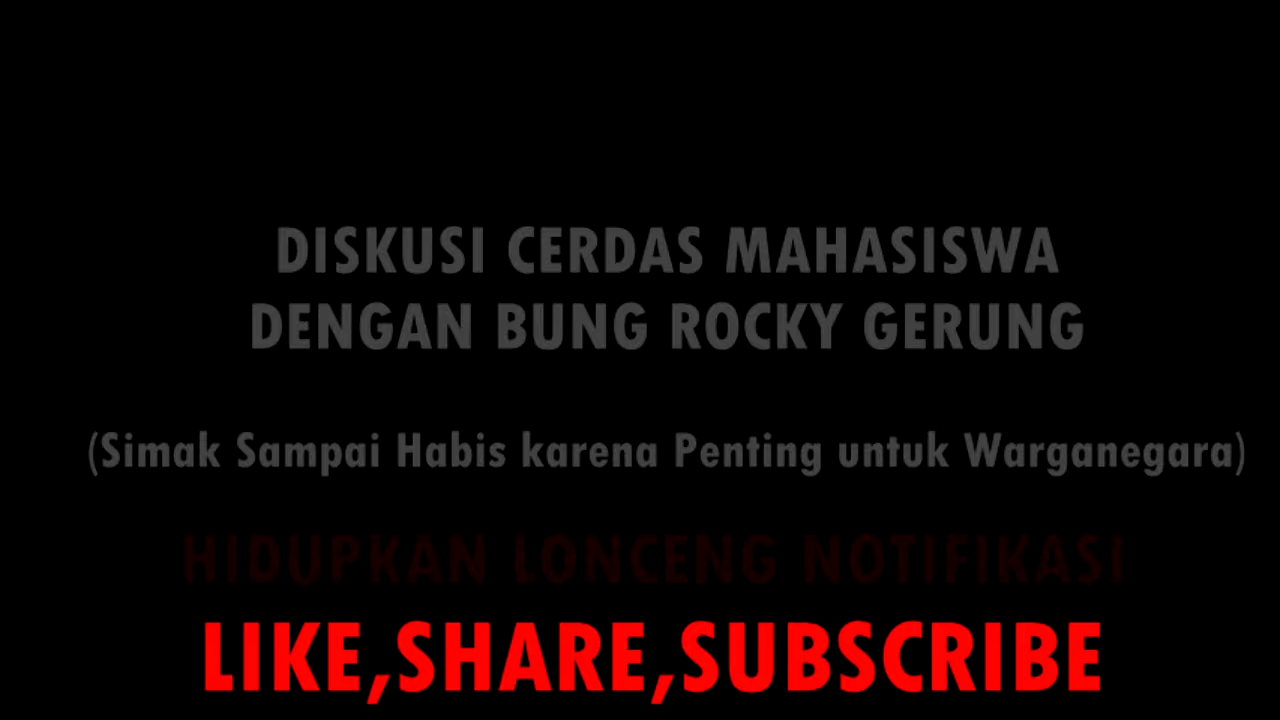 DISKUSI CERDAS MAHASISWA
DENGAN BUNG ROCKY GERUNG
(Simak Sampai Habis karena Penting untuk Warganegara)
HIDUPKAN LONCENG NOTIFIKASI
LIKE,SHARE,SUBSCRIBE